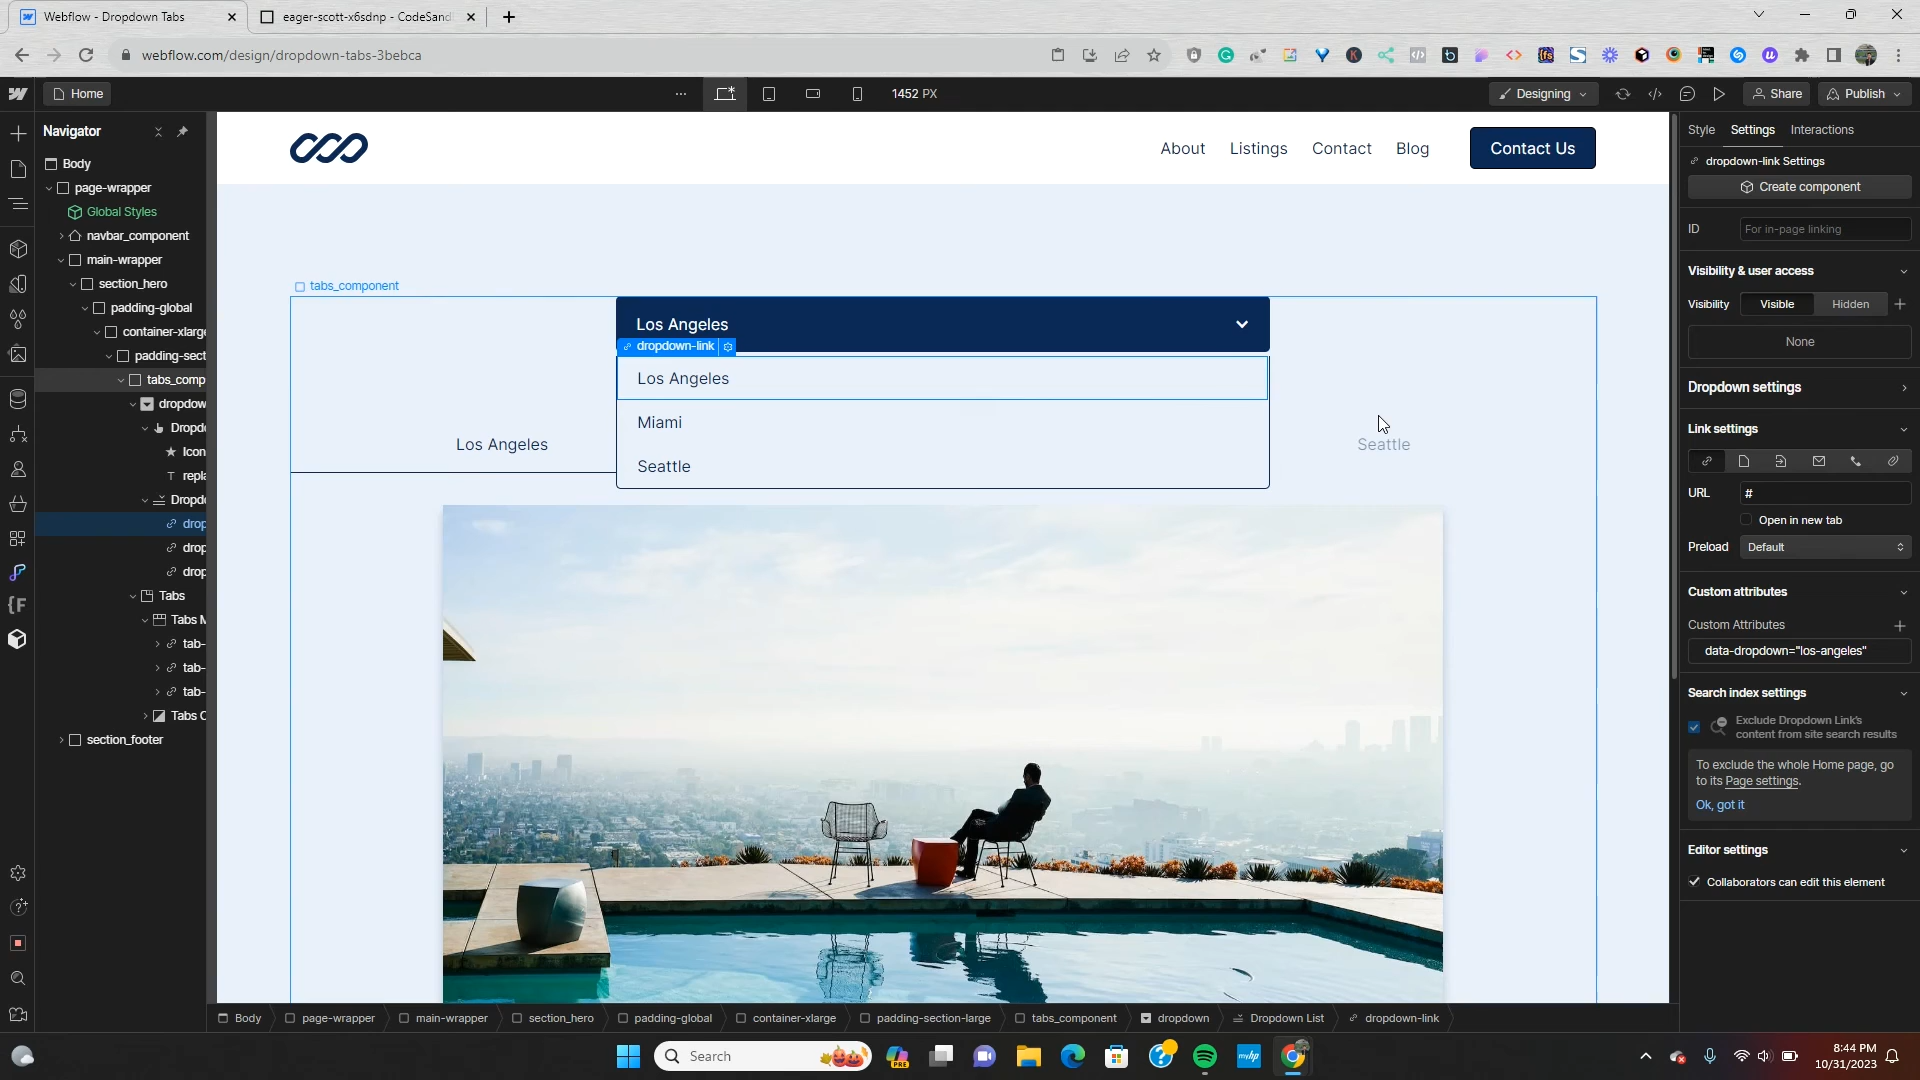 Webflow - Dropdown Tabs
eager-scott-x6sdnp - CodeSand
webflow.com/design/dropdown-tabs-3bebca
Home
1452 PX
Designing
Share
Publish
Navigator
Body
page-wrapper
Global Styles
navbar_component
main-wrapper
section_hero
padding-global
container-xlarge
padding-sect
tabs_comp
dropdow
Dropdo
Icon
repla
Dropdo
drop
drop
drop
Tabs
Tabs M
tab-
tab-
tab-
Tabs C
section_footer
About
Listings
Contact
Blog
Contact Us
tabs_component
Los Angeles
dropdown-link
Los Angeles
Miami
Seattle
Los Angeles
Seattle
Style
Settings
Interactions
dropdown-link Settings
Create component
ID
For in-page linking
Visibility & user access
Visibility
Visible
Hidden
None
Dropdown settings
Link settings
URL
#
Open in new tab
Preload
Default
Custom attributes
Custom Attributes
data-dropdown="los-angeles"
Search index settings
Exclude Dropdown Link's
content from site search results
To exclude the whole Home page, go
to its Page settings.
Ok, got it
Editor settings
Collaborators can edit this element
Body
page-wrapper
main-wrapper
section_hero
padding-global
container-xlarge
padding-section-large
tabs_component
dropdown
Dropdown List
dropdown-link
Search
PRE
myhp
8:44 PM
10/31/2023